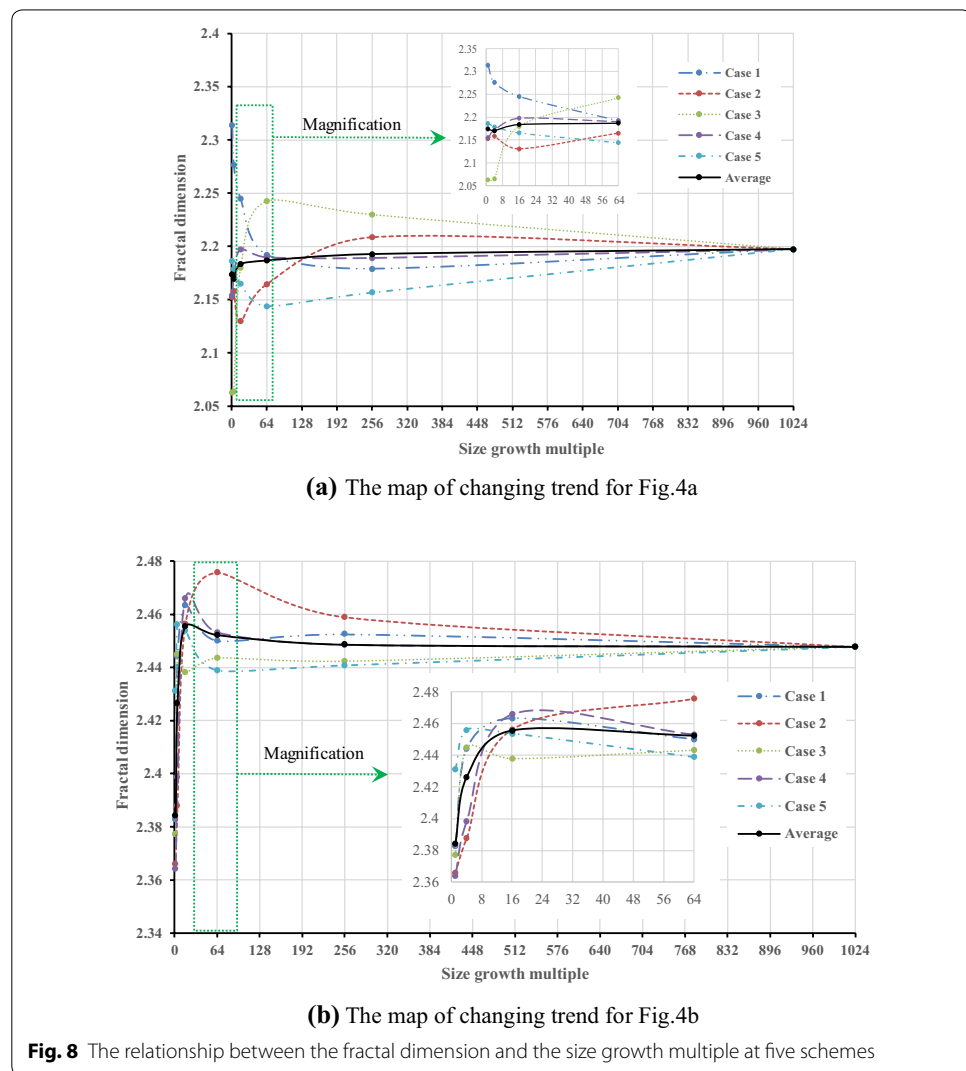 2.4
2.35
2.3
2.25
2.2
2.15
2.1
2.05
Fractal dimension
0 64 128 192 256 320 384 448 512 576 640 704 768 832 896 960 1024
Size growth multiple
Magnification
2.35
2.3
2.25
2.2
2.15
2.1
2.05
0 8 16 24 32 40 48 56 64
Case 1
Case 2
Case 3
Case 4
Case 5
Average
(a) The map of changing trend for Fig.4a
2.48
2.46
2.44
2.42
2.4
2.38
2.36
2.34
Fractal dimension
0 64 128 192 256 320 384 448 512 576 640 704 768 832 896 960 1024
Size growth multiple
Magnification
2.48
2.46
2.44
2.42
2.4
2.38
2.36
0 8 16 24 32 40 48 56 64
Case 1
Case 2
Case 3
Case 4
Case 5
Average
(b) The map of changing trend for Fig.4b
Fig. 8 The relationship between the fractal dimension and the size growth multiple at five schemes